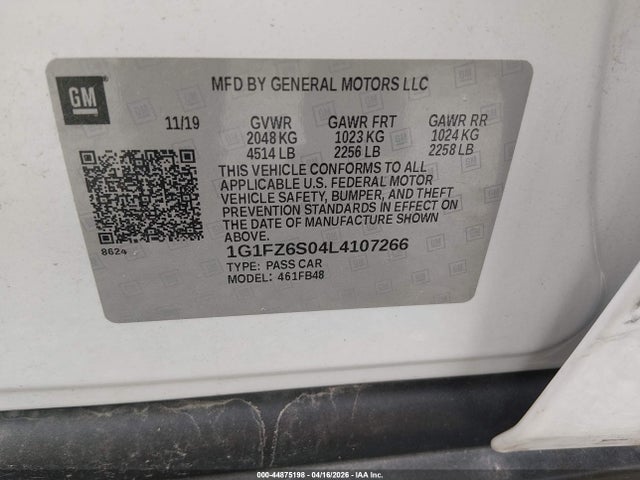 GM
MFD BY GENERAL MOTORS LLC
11/19 GVWR GAWR FRT GAWR RR
2048 KG 1023 KG 1024 KG
4514 LB 2256 LB 2258 LB
THIS VEHICLE CONFORMS TO ALL
APPLICABLE U.S. FEDERAL MOTOR
VEHICLE SAFETY, BUMPER, AND THEFT
PREVENTION STANDARDS IN EFFECT ON
THE DATE OF MANUFACTURE SHOWN
ABOVE.
8624
1G1FZ6S04L4107266
TYPE: PASS CAR
MODEL: 461FB48
© 44875198 - 04/16/2026 - IAA Inc.